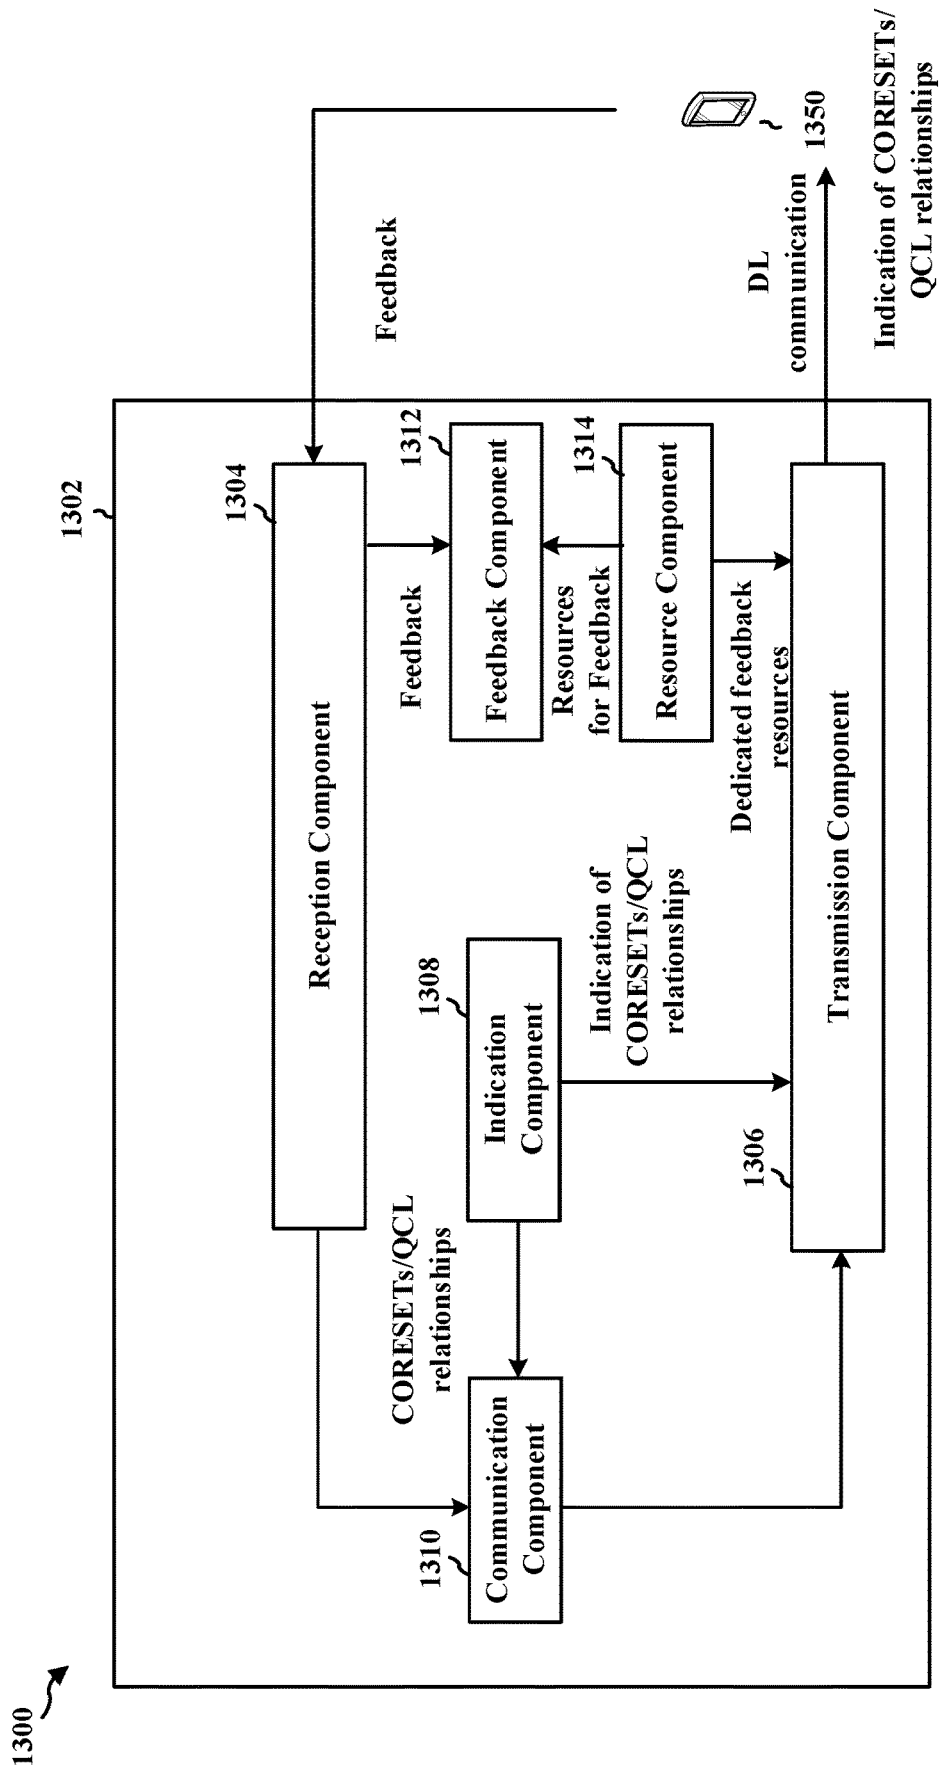 1300
1302
1304
Reception Component
Feedback
CORESETs/QCL
relationships
1308
Indication
Component
Feedback
1312
Feedback Component
1310
Communication
Component
Indication of
CORESETs/QCL
relationships
Resources
for Feedback
1314
Resource Component
Dedicated feedback
resources
1306
Transmission Component
1350
DL
communication
Indication of CORESETs/
QCL relationships